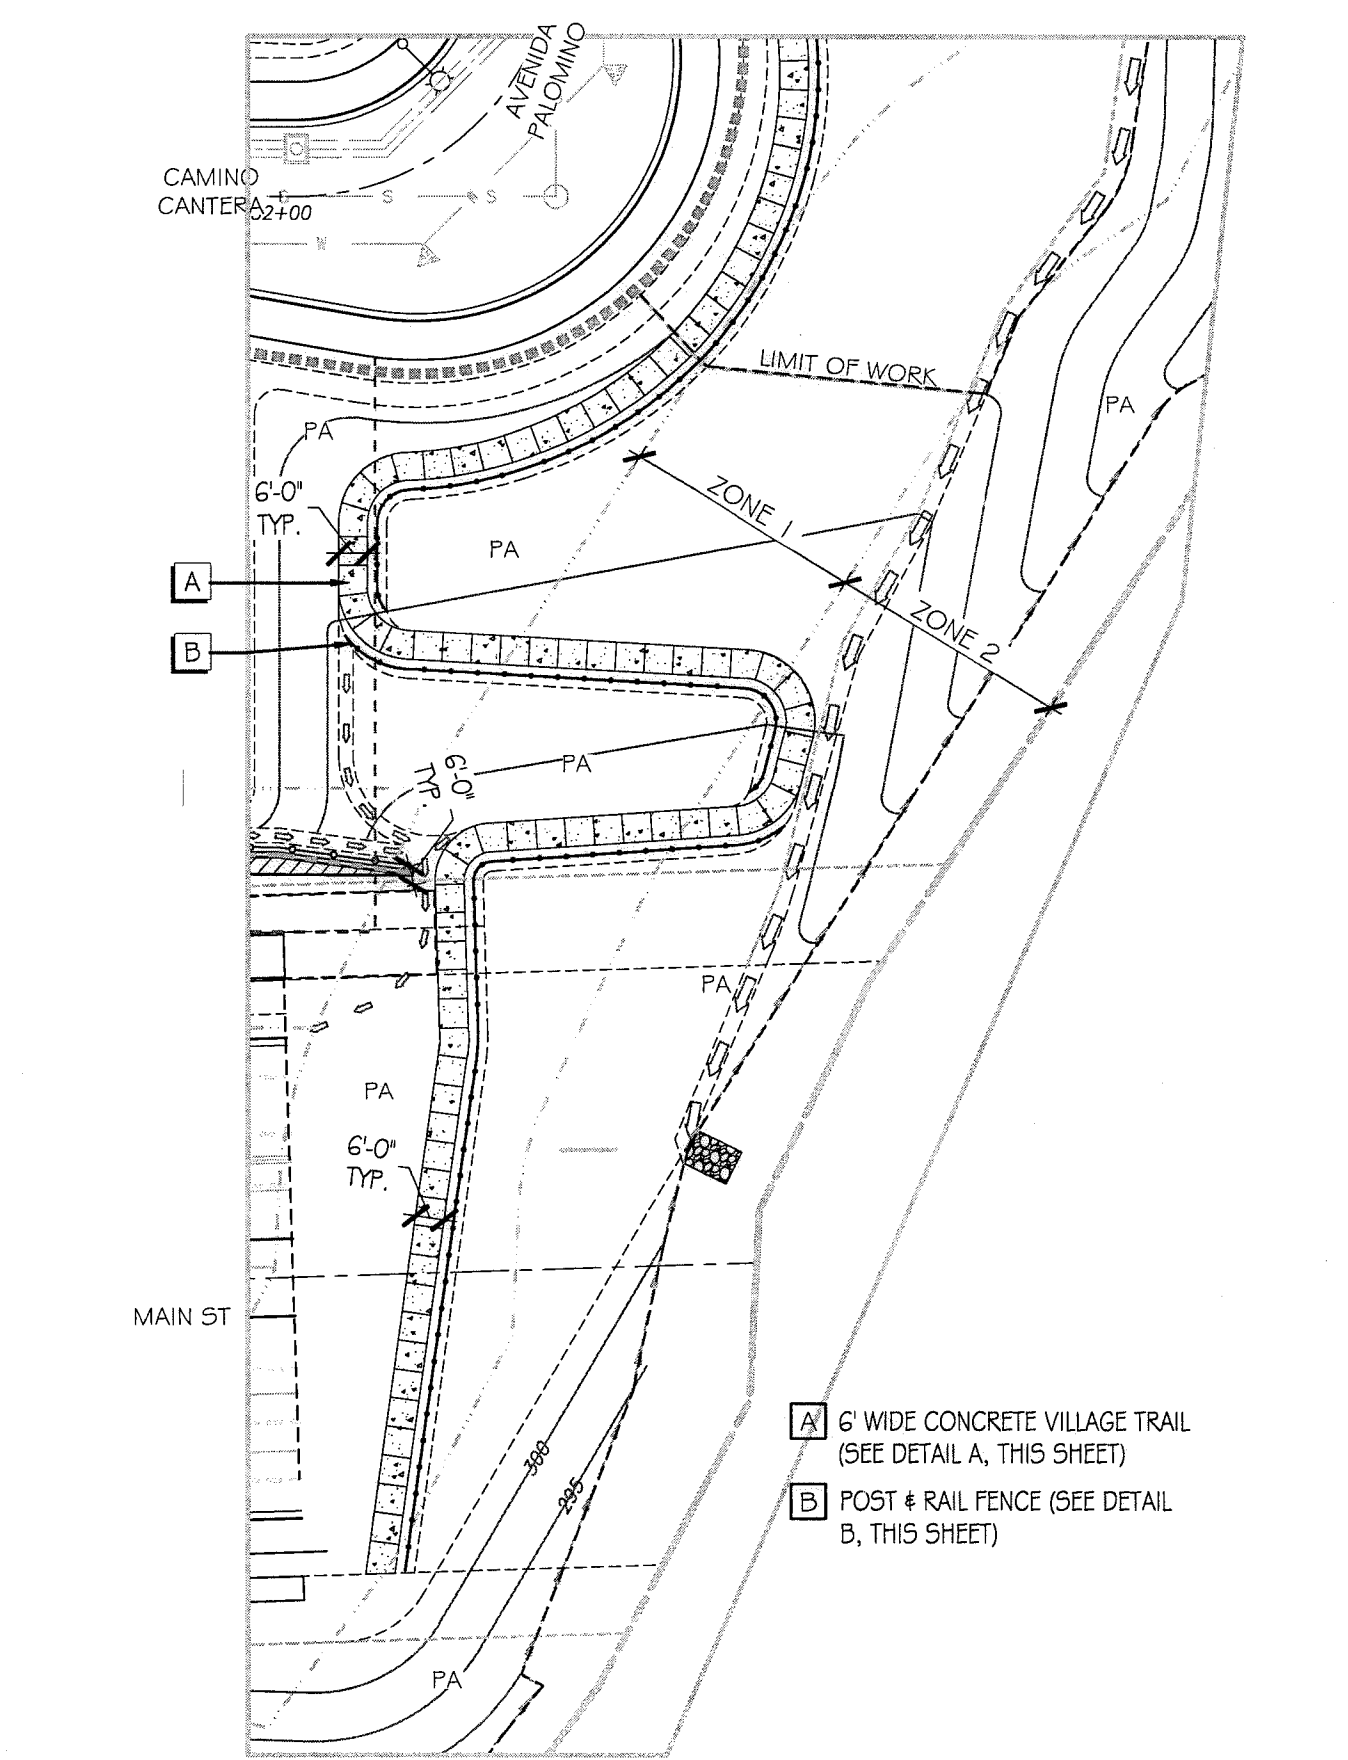 AVENIDA
PALOMINO
CAMINO
CANTERA
52+00
S
S
S
W
LIMIT OF WORK
PA
PA
6'-0"
TYP.
ZONE 1
PA
A
ZONE 2
B
PA
6'-0"
TYP.
PA
PA
6'-0"
TYP.
MAIN ST
300
295
PA
A 6' WIDE CONCRETE VILLAGE TRAIL
(SEE DETAIL A, THIS SHEET)
B POST & RAIL FENCE (SEE DETAIL
B, THIS SHEET)